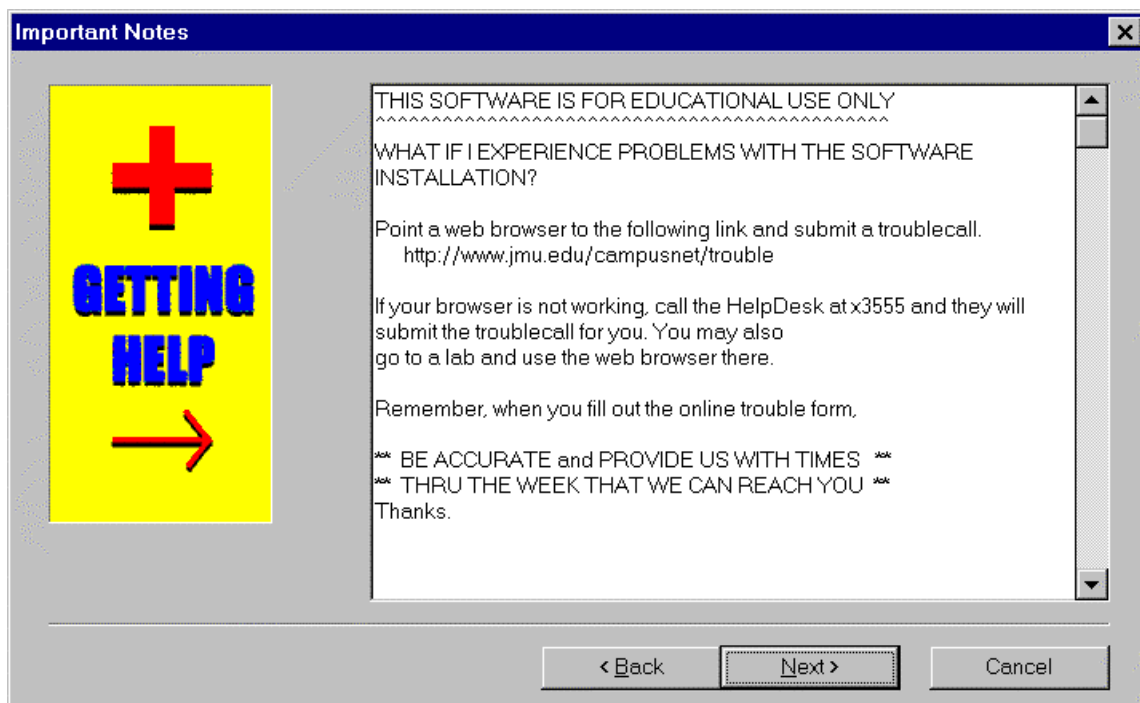 Important Notes
GETTING
HELP
THIS SOFTWARE IS FOR EDUCATIONAL USE ONLY
^^^^^^^^^^^^^^^^^^^^^^^^^^^^^^^^^^^^^^^^^^^^^^^
WHAT IF I EXPERIENCE PROBLEMS WITH THE SOFTWARE
INSTALLATION?
Point a web browser to the following link and submit a troublecall.
http://www.jmu.edu/campusnet/trouble
If your browser is not working, call the HelpDesk at x3555 and they will
submit the troublecall for you. You may also
go to a lab and use the web browser there.
Remember, when you fill out the online trouble form,
** BE ACCURATE and PROVIDE US WITH TIMES **
** THRU THE WEEK THAT WE CAN REACH YOU **
Thanks.
< Back
Next >
Cancel